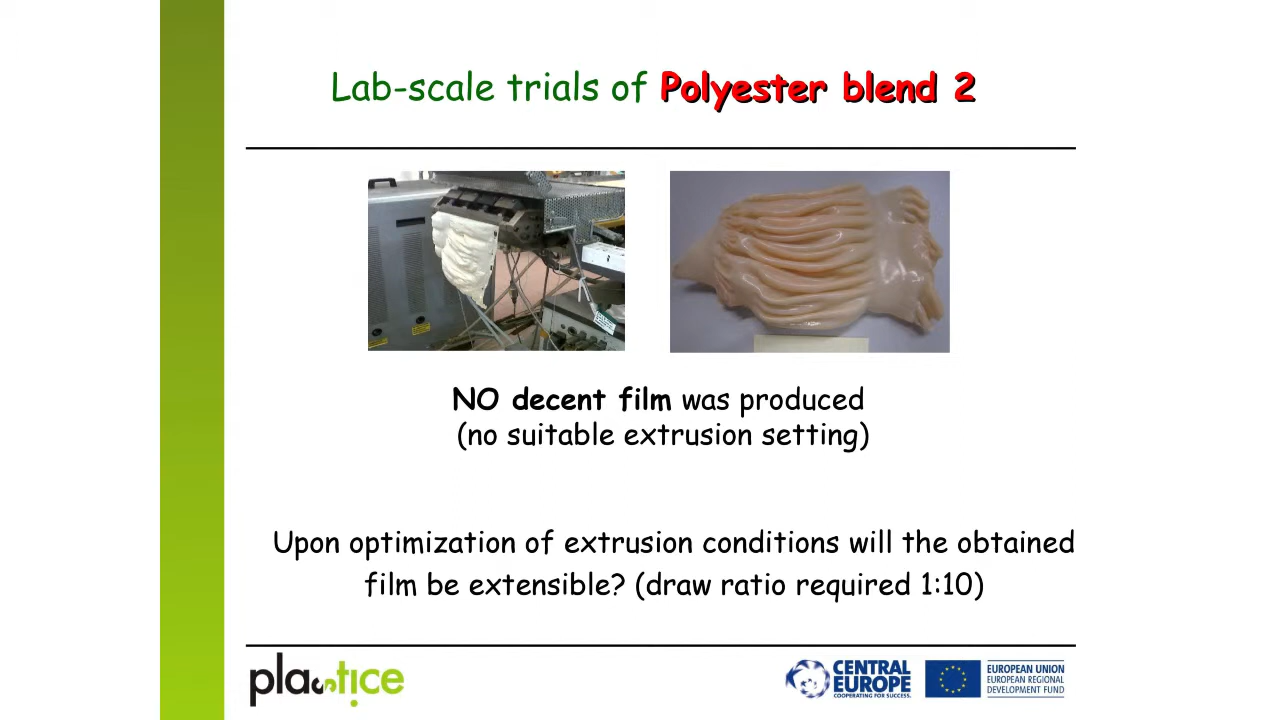 Lab-scale trials of Polyester blend 2
NO decent film was produced
(no suitable extrusion setting)
Upon optimization of extrusion conditions will the obtained
film be extensible? (draw ratio required 1:10)
plastice
CENTRAL
EUROPE
COOPERATING FOR SUCCESS.
EUROPEAN UNION
EUROPEAN REGIONAL
DEVELOPMENT FUND